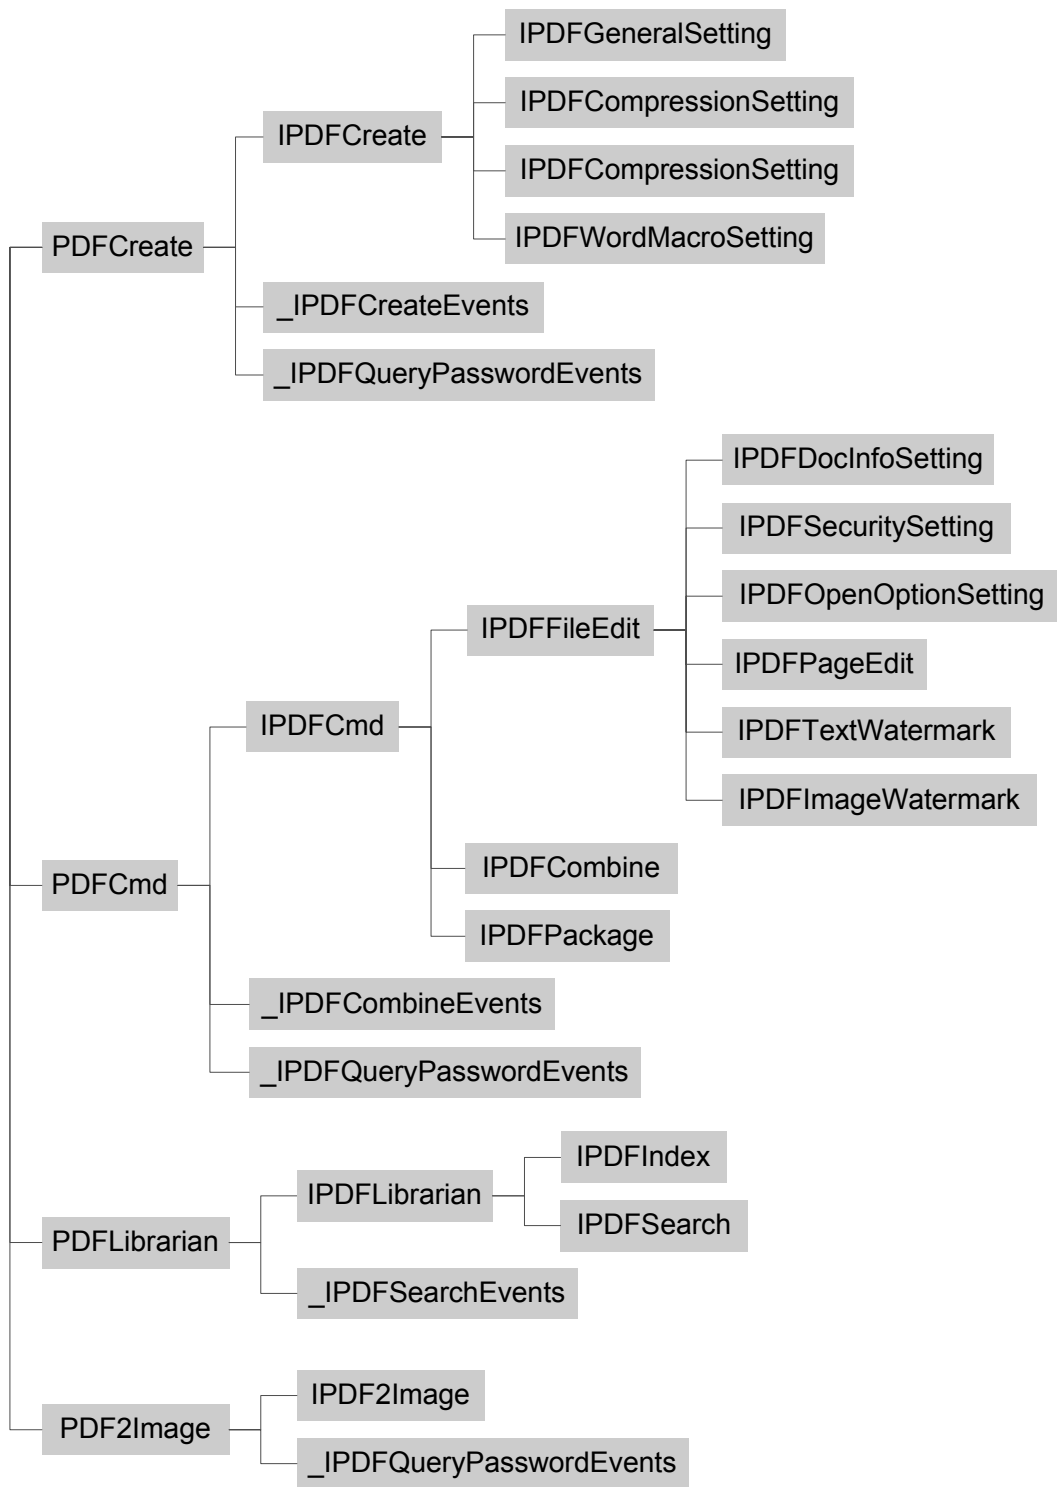 IPDFGeneralSetting
IPDFCompressionSetting
IPDFCreate
IPDFCompressionSetting
IPDFWordMacroSetting
PDFCreate
_IPDFCreateEvents
_IPDFQueryPasswordEvents
IPDFDocInfoSetting
IPDFSecuritySetting
IPDFOpenOptionSetting
IPDFFileEdit
IPDFPageEdit
IPDFCmd
IPDFTextWatermark
IPDFImageWatermark
IPDFCombine
PDFCmd
IPDFPackage
_IPDFCombineEvents
_IPDFQueryPasswordEvents
IPDFIndex
IPDFLibrarian
IPDFSearch
PDFLibrarian
_IPDFSearchEvents
IPDF2Image
PDF2Image
_IPDFQueryPasswordEvents